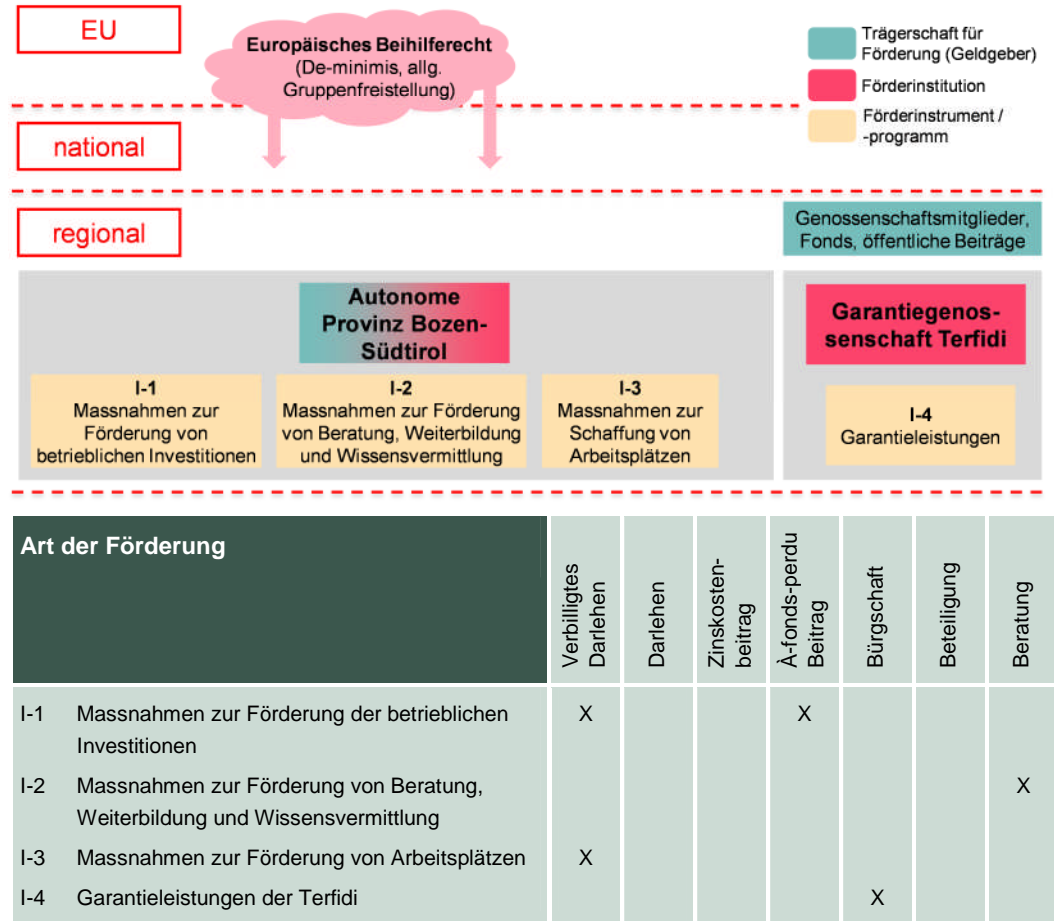 EU
Europäisches Beihilferecht
(De-minimis, allg.
Gruppenfreistellung)
Trägerschaft für
Förderung (Geldgeber)
Förderinstitution
Förderinstrument /
-programm
national
regional
Genossenschaftsmitglieder,
Fonds, öffentliche Beiträge
Autonome
Provinz Bozen-
Südtirol
Garantiegenos-
senschaft Terfidi
I-1
Massnahmen zur
Förderung von
betrieblichen Investitionen
I-2
Massnahmen zur Förderung
von Beratung, Weiterbildung
und Wissensvermittlung
I-3
Massnahmen zur
Schaffung von
Arbeitsplätzen
I-4
Garantieleistungen
Art der Förderung
Verbilligtes
Darlehen
Darlehen
Zinskosten-
beitrag
À-fonds-perdu
Beitrag
Bürgschaft
Beteiligung
Beratung
I-1 Massnahmen zur Förderung der betrieblichen X X
Investitionen
I-2 Massnahmen zur Förderung von Beratung, X
Weiterbildung und Wissensvermittlung
I-3 Massnahmen zur Förderung von Arbeitsplätzen X
I-4 Garantieleistungen der Terfidi X